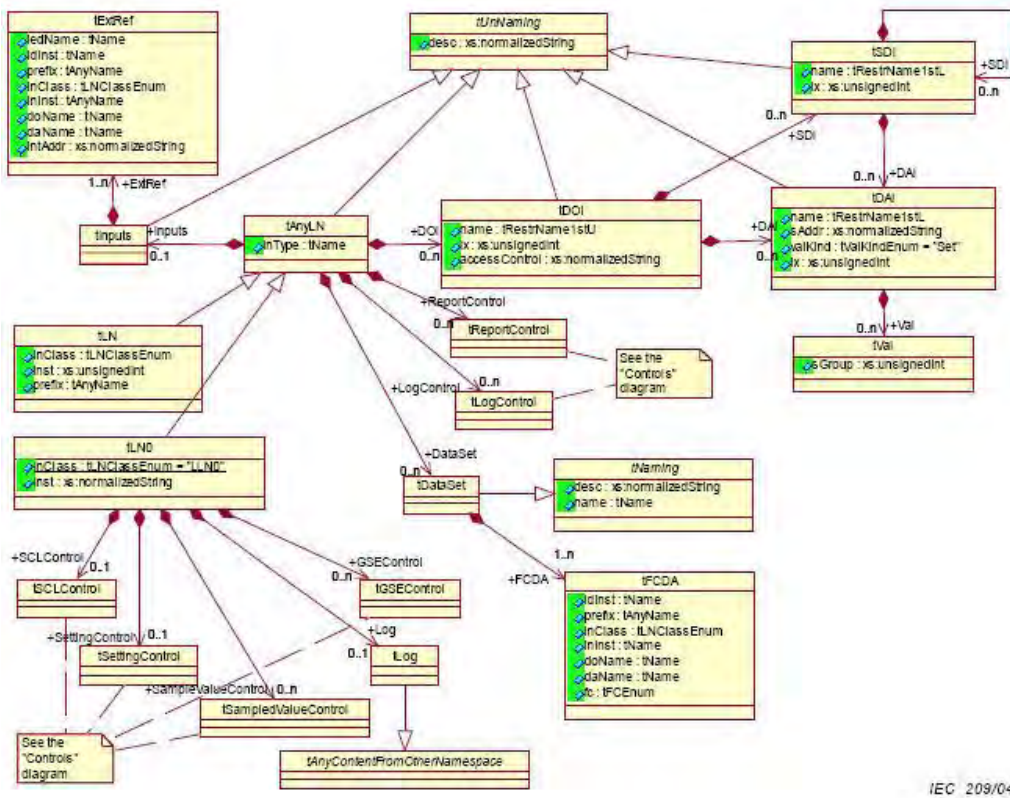 tExtRef
iedName : tName
ldInst : tName
prefix : tAnyName
lnClass : tLNClassEnum
lnInst : tAnyName
doName : tName
daName : tName
intAddr : xs:normalizedString
1..n
+ExtRef
tInputs
+Inputs
0..1
tUnNaming
desc : xs:normalizedString
tSDI
name : tRestrName1stL
ix : xs:unsignedInt
+SDI
0..n
0..n
+SDI
0..n
+DAI
tAnyLN
lnType : tName
+DOI
0..n
tDOI
name : tRestrName1stU
ix : xs:unsignedInt
accessControl : xs:normalizedString
+DAI
0..n
tDAI
name : tRestrName1stL
sAddr : xs:normalizedString
valKind : tValKindEnum = "Set"
ix : xs:unsignedInt
0..n
+Val
tVal
sGroup : xs:unsignedInt
tLN
lnClass : tLNClassEnum
inst : xs:unsignedInt
prefix : tAnyName
+ReportControl
0..n
tReportControl
See the
"Controls"
diagram
+LogControl
0..n
tLogControl
tLN0
lnClass : tLNClassEnum = "LLN0"
inst : xs:normalizedString
+DataSet
0..n
tDataSet
tNaming
desc : xs:normalizedString
name : tName
1..n
+FCDA
tFCDA
ldInst : tName
prefix : tAnyName
lnClass : tLNClassEnum
lnInst : tName
doName : tName
daName : tName
fc : tFCEnum
+SCLControl
0..1
tSCLControl
+GSEControl
0..n
tGSEControl
+SettingControl
0..1
tSettingControl
+Log
0..1
tLog
+SampleValueControl
0..n
tSampledValueControl
See the
"Controls"
diagram
tAnyContentFromOtherNamespace
IEC 209/04